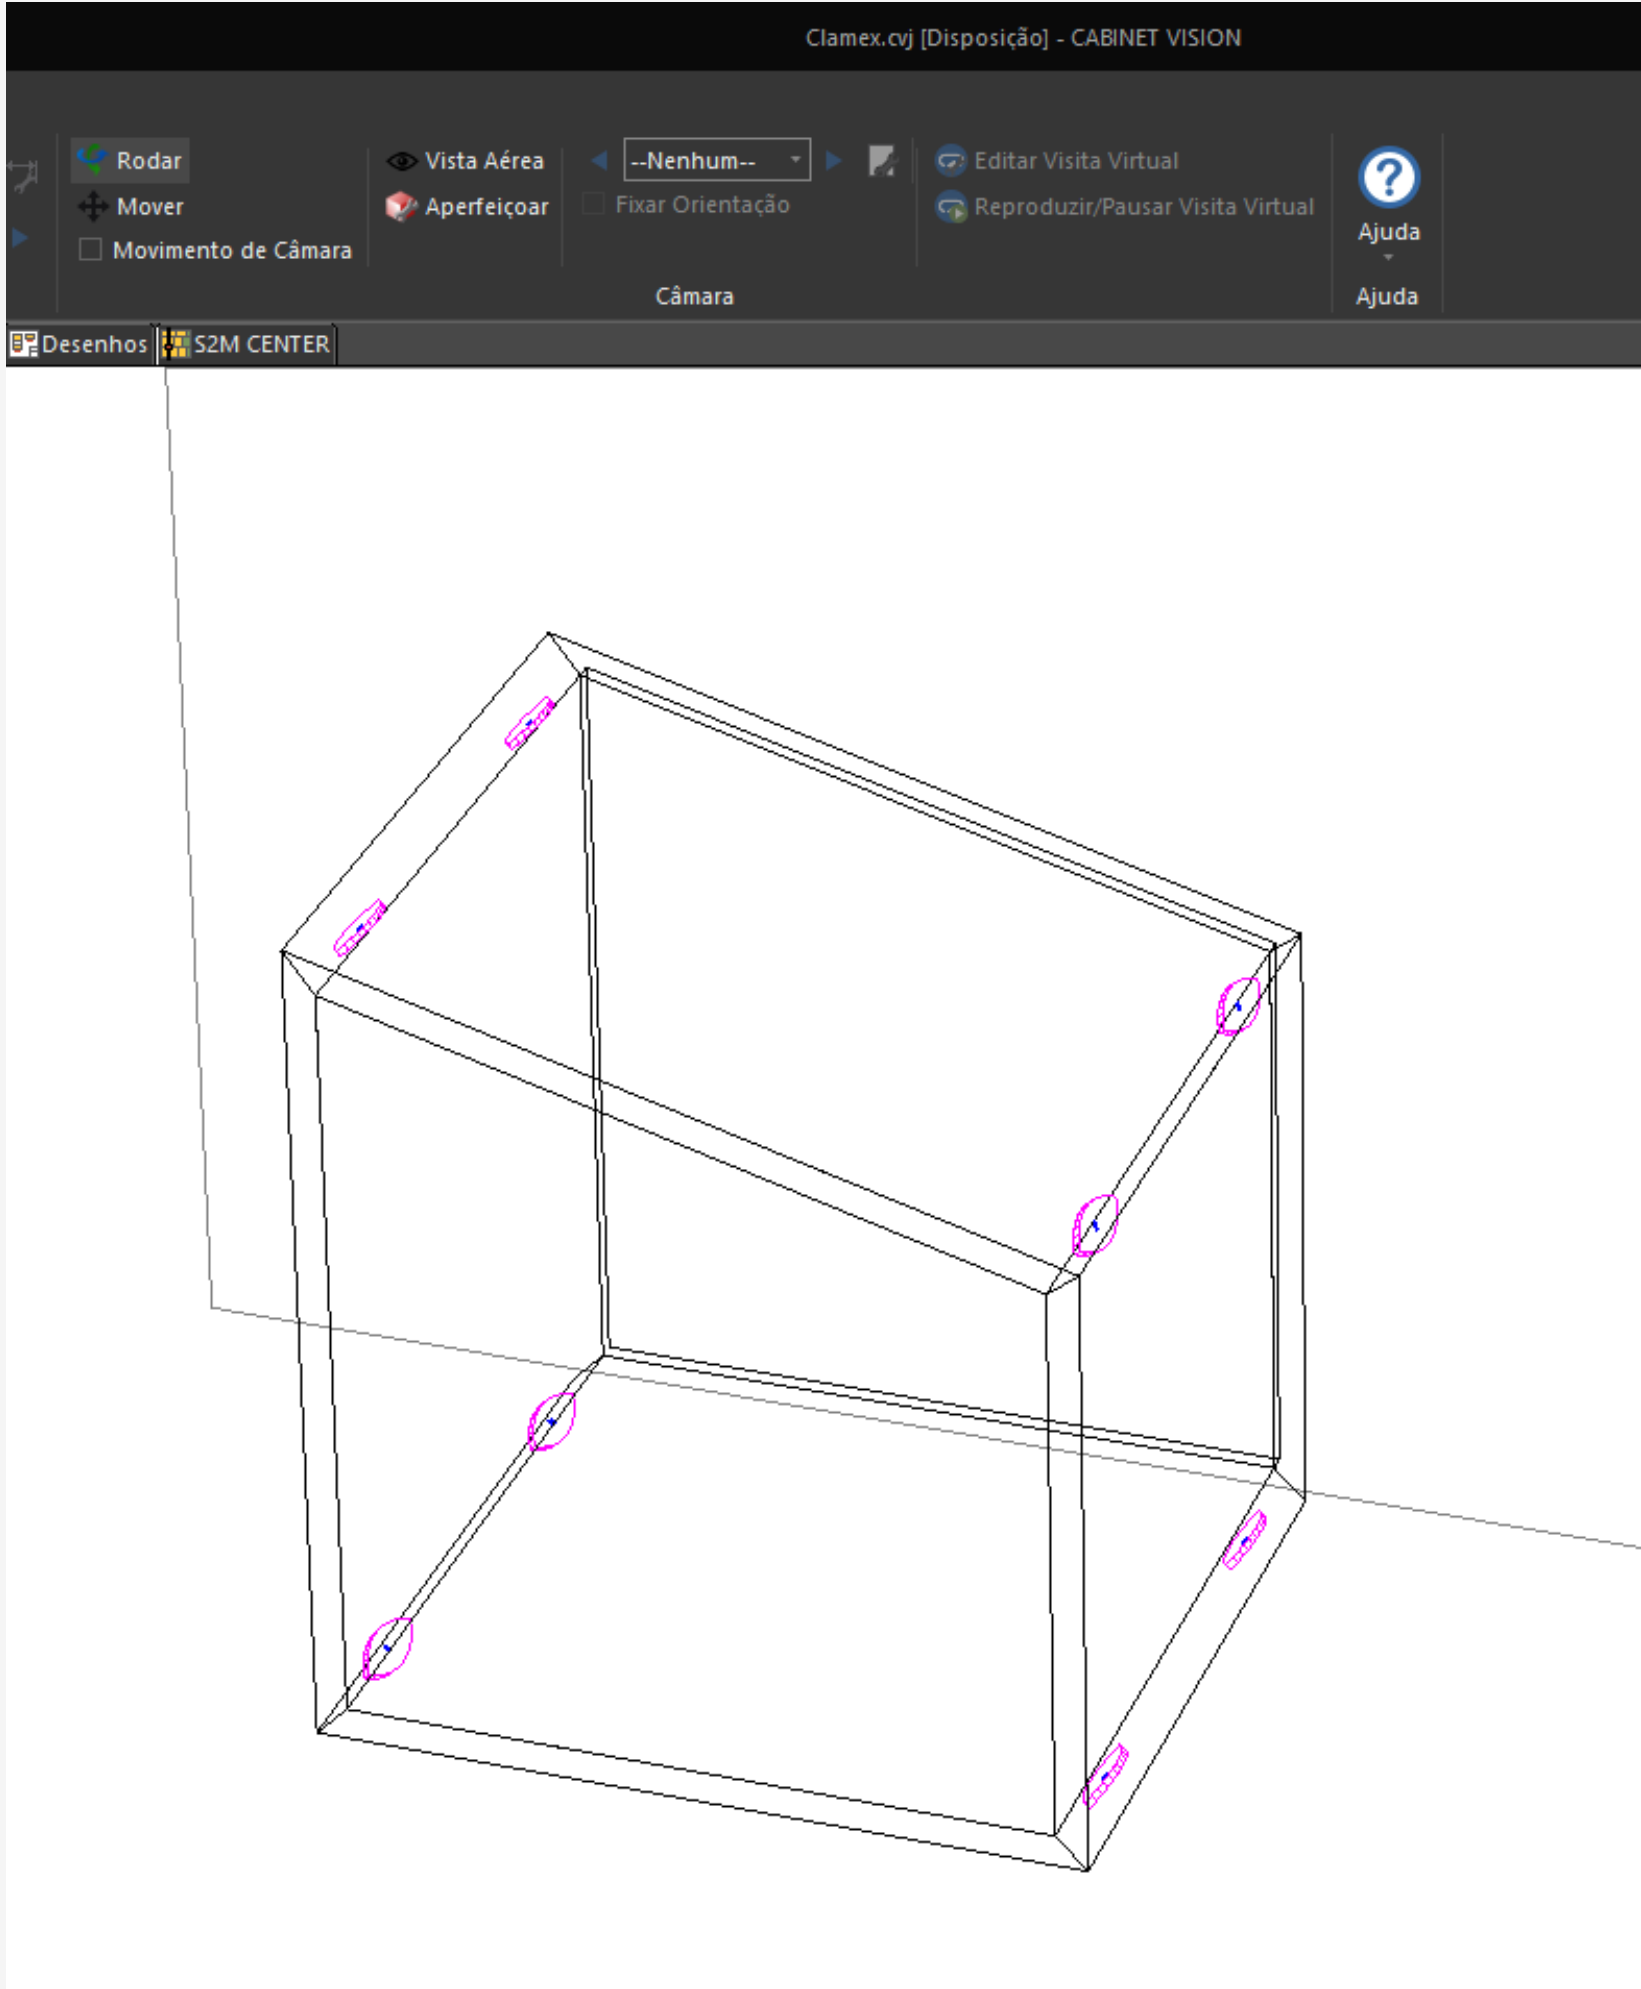 Clamex.cvj [Disposição] - CABINET VISION
Rodar
Mover
Movimento de Câmara
Vista Aérea
Aperfeiçoar
--Nenhum--
Fixar Orientação
Editar Visita Virtual
Reproduzir/Pausar Visita Virtual
Câmara
Ajuda
Ajuda
Desenhos
S2M CENTER